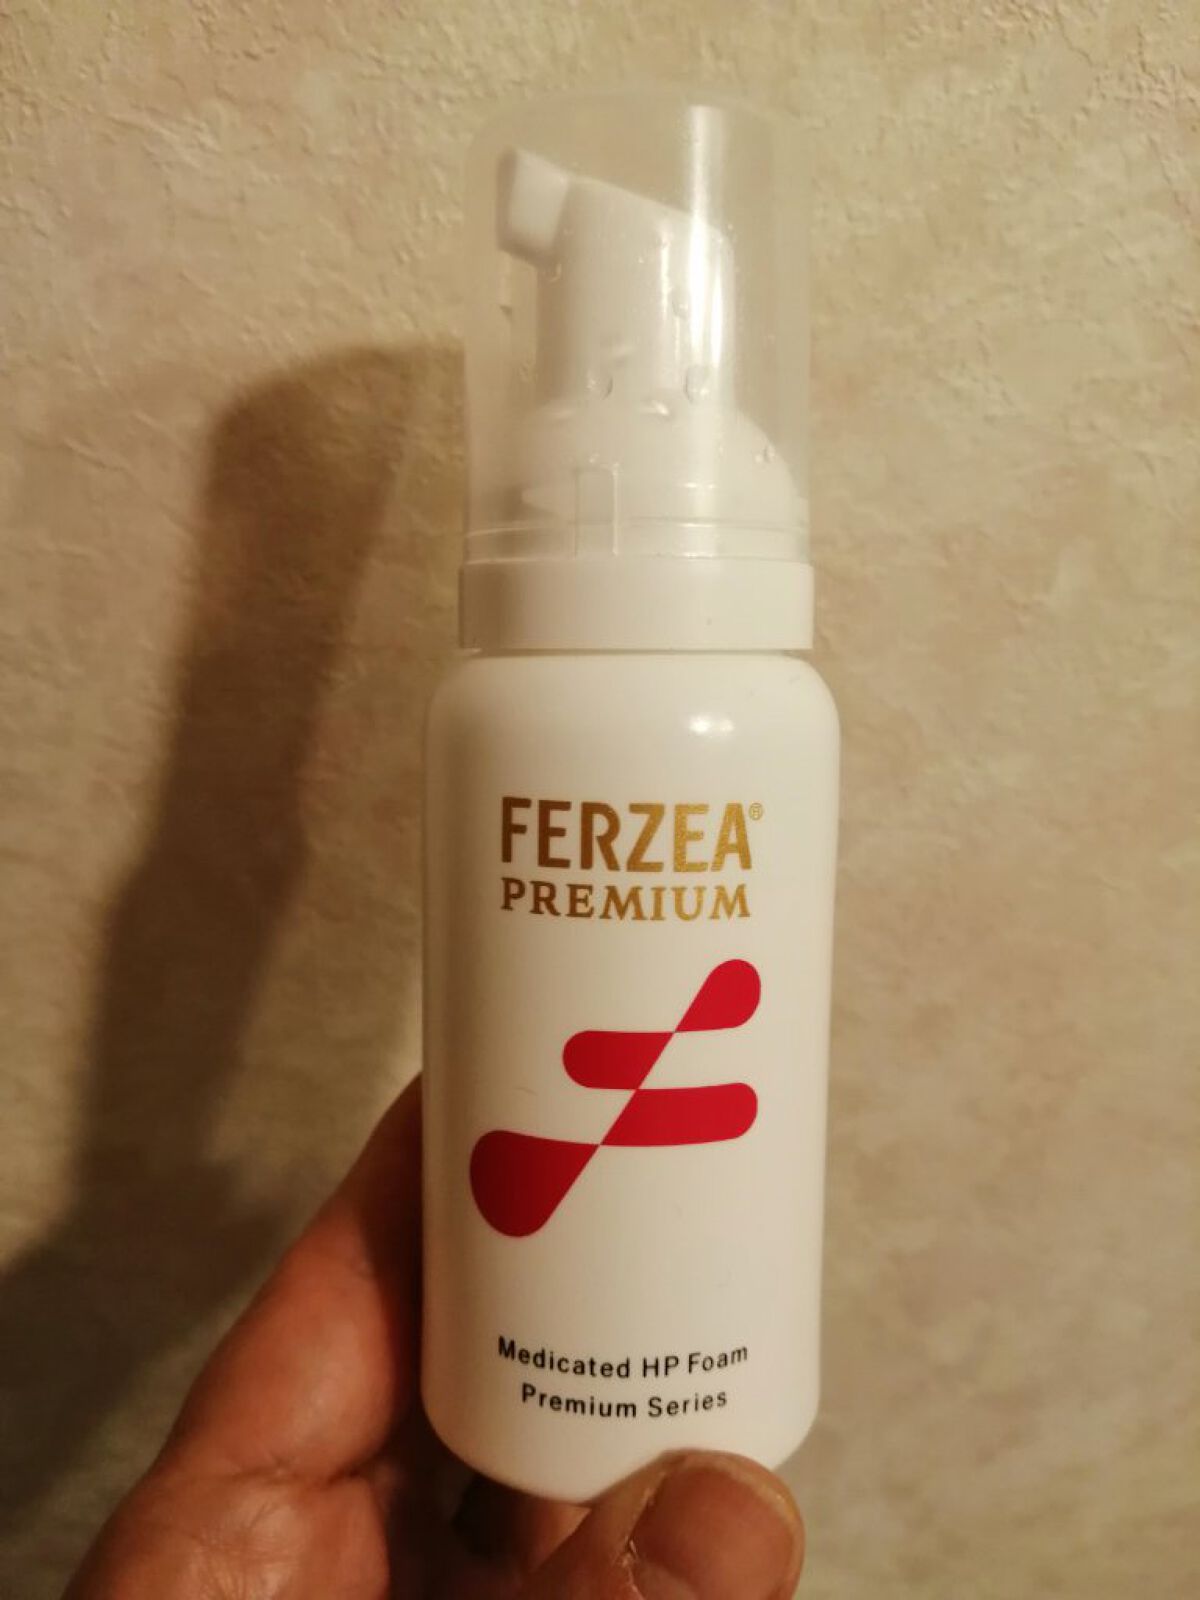 FERZEA®
PREMIUM
Medicated HP Foam
Premium Series